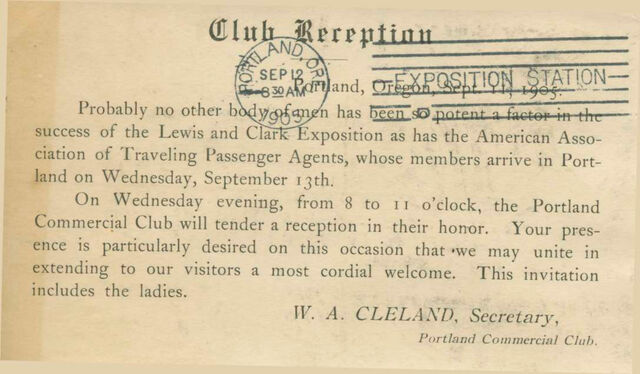 Club Reception
PORTLAND, ORE.
SEP 12
8 30 AM
1905
EXPOSITION STATION
Portland, Oregon, Sept. 11, 1905.
Probably no other body of men has been so potent a factor in the
success of the Lewis and Clark Exposition as has the American Asso-
ciation of Traveling Passenger Agents, whose members arrive in Port-
land on Wednesday, September 13th.
On Wednesday evening, from 8 to 11 o'clock, the Portland
Commercial Club will tender a reception in their honor. Your pres-
ence is particularly desired on this occasion that we may unite in
extending to our visitors a most cordial welcome. This invitation
includes the ladies.
W. A. CLELAND, Secretary,
Portland Commercial Club.